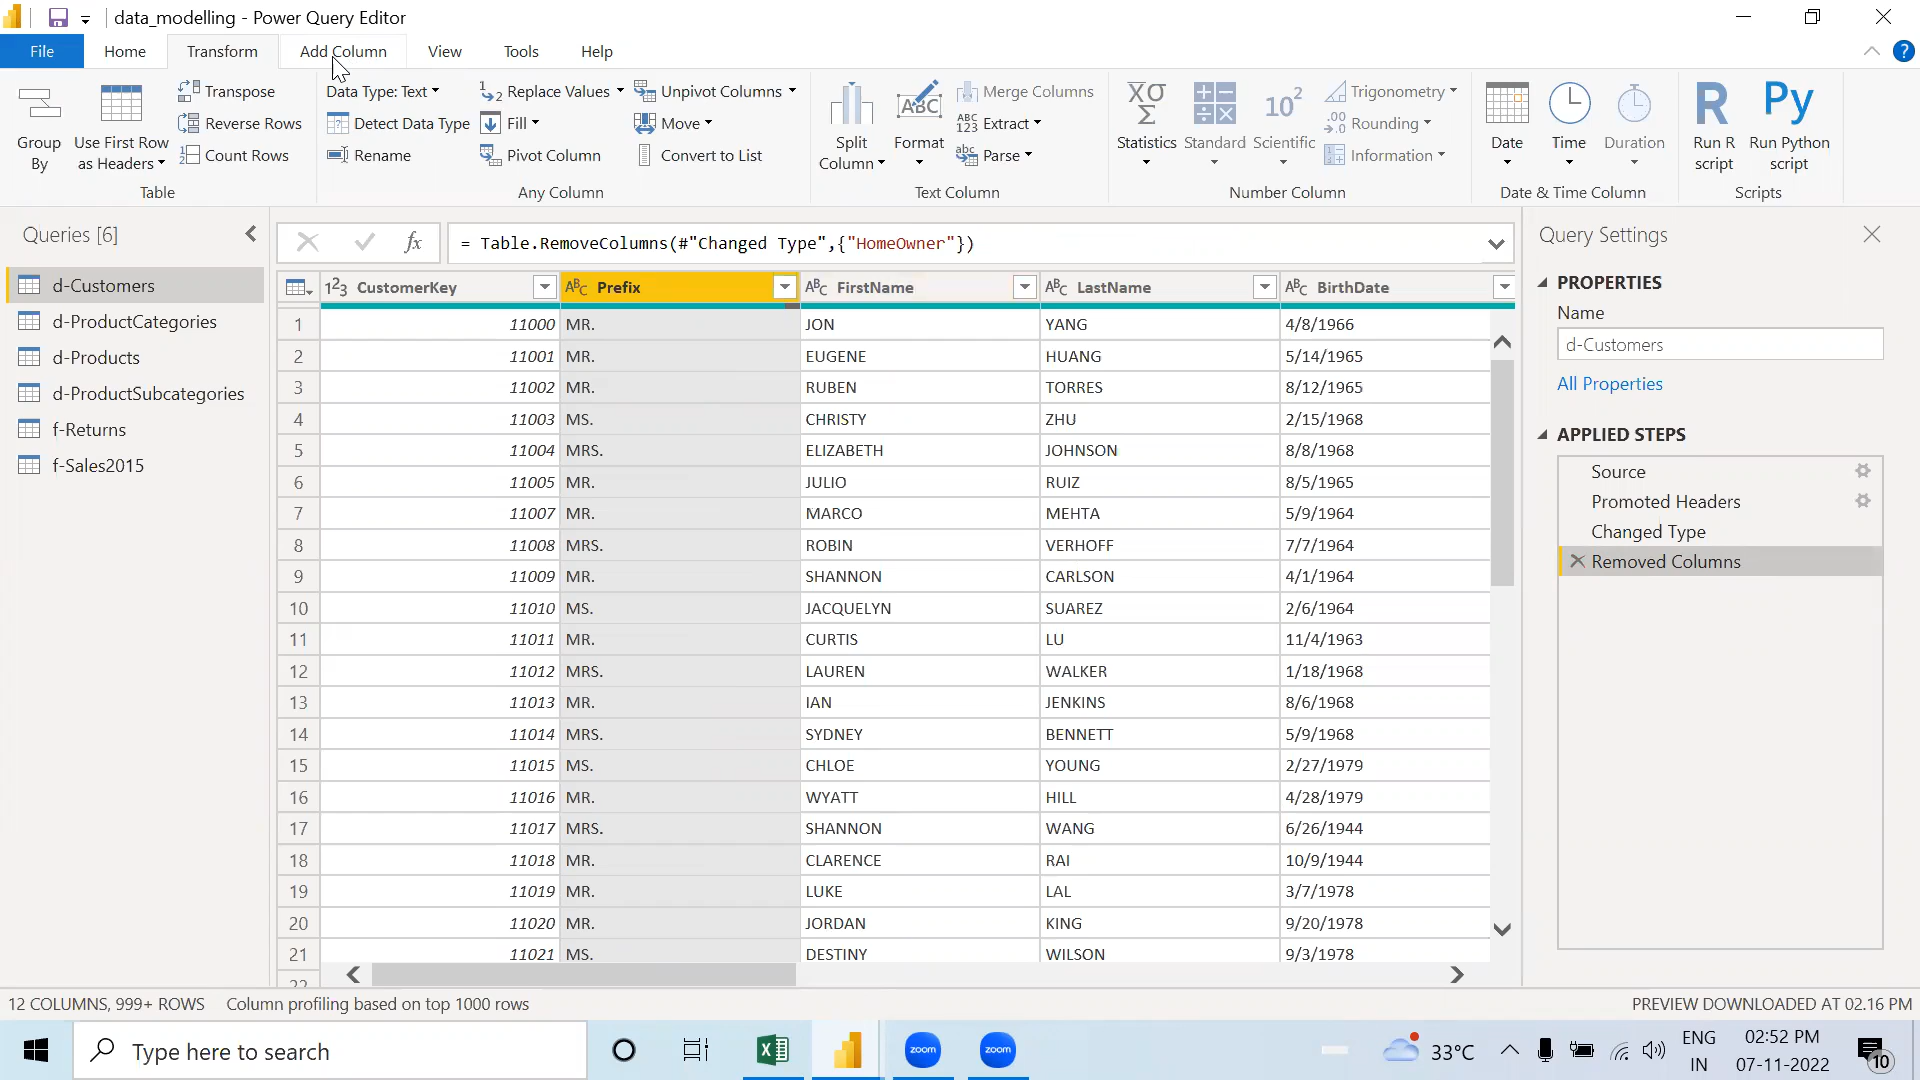 data_modelling - Power Query Editor
File Home Transform Add Column View Tools Help
Group By
Use First Row as Headers
Transpose
Reverse Rows
Count Rows
Table
Data Type: Text
Detect Data Type
Rename
Replace Values
Fill
Pivot Column
Unpivot Columns
Move
Convert to List
Any Column
Split Column
Format
Merge Columns
Extract
Parse
Text Column
Statistics
Standard
Scientific
Trigonometry
Rounding
Information
Number Column
Date
Time
Duration
Date & Time Column
Run R script
Run Python script
Scripts
Queries [6]
d-Customers
d-ProductCategories
d-Products
d-ProductSubcategories
f-Returns
f-Sales2015
= Table.RemoveColumns(#"Changed Type",{"HomeOwner"})
CustomerKey Prefix FirstName LastName BirthDate
1 11000 MR. JON YANG 4/8/1966
2 11001 MR. EUGENE HUANG 5/14/1965
3 11002 MR. RUBEN TORRES 8/12/1965
4 11003 MS. CHRISTY ZHU 2/15/1968
5 11004 MRS. ELIZABETH JOHNSON 8/8/1968
6 11005 MR. JULIO RUIZ 8/5/1965
7 11007 MR. MARCO MEHTA 5/9/1964
8 11008 MRS. ROBIN VERHOFF 7/7/1964
9 11009 MR. SHANNON CARLSON 4/1/1964
10 11010 MS. JACQUELYN SUAREZ 2/6/1964
11 11011 MR. CURTIS LU 11/4/1963
12 11012 MRS. LAUREN WALKER 1/18/1968
13 11013 MR. IAN JENKINS 8/6/1968
14 11014 MRS. SYDNEY BENNETT 5/9/1968
15 11015 MS. CHLOE YOUNG 2/27/1979
16 11016 MR. WYATT HILL 4/28/1979
17 11017 MRS. SHANNON WANG 6/26/1944
18 11018 MR. CLARENCE RAI 10/9/1944
19 11019 MR. LUKE LAL 3/7/1978
20 11020 MR. JORDAN KING 9/20/1978
21 11021 MS. DESTINY WILSON 9/3/1978
22
Query Settings
PROPERTIES
Name
d-Customers
All Properties
APPLIED STEPS
Source
Promoted Headers
Changed Type
Removed Columns
12 COLUMNS, 999+ ROWS Column profiling based on top 1000 rows
PREVIEW DOWNLOADED AT 02.16 PM
Type here to search
zoom
zoom
33°C
ENG
IN
02:52 PM
07-11-2022
10